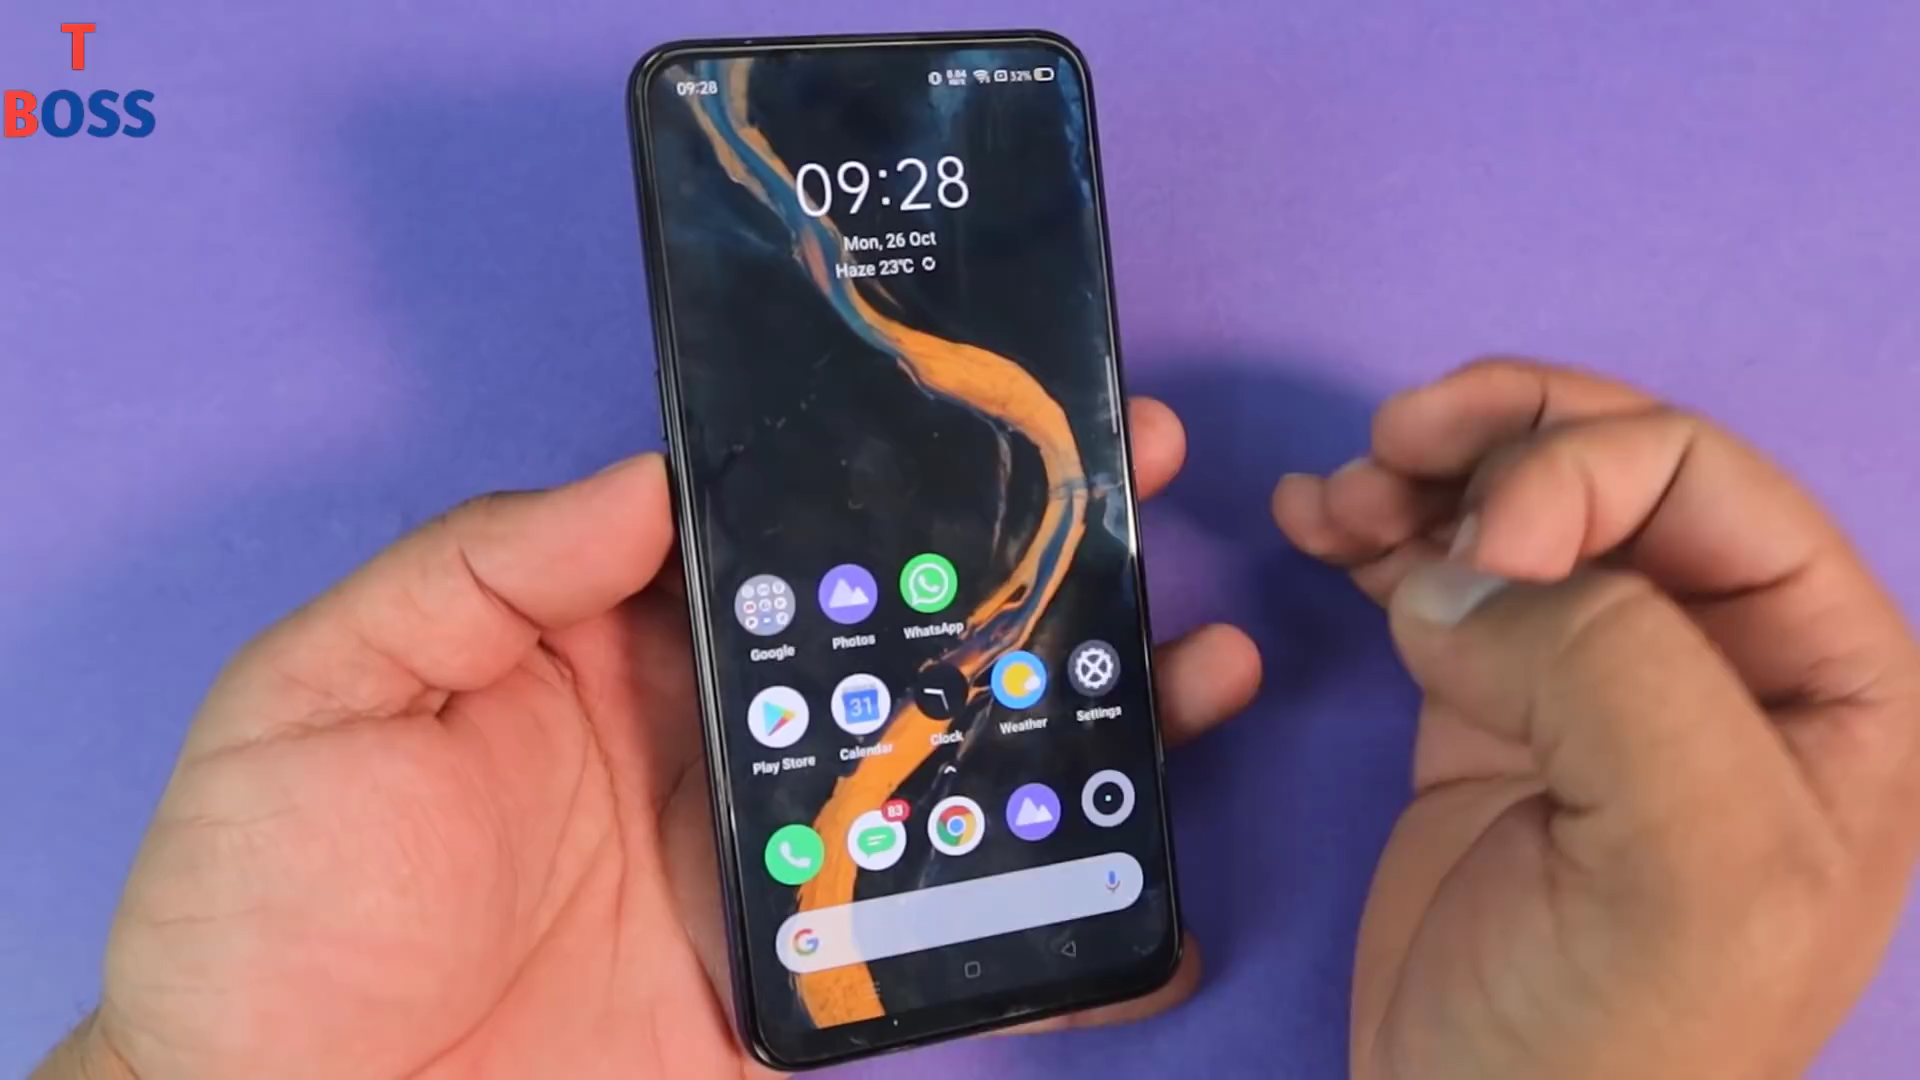 T
BOSS
09:28
32%
09:28
Mon, 26 Oct
Haze 23°C
Google
Photos
WhatsApp
Play Store
31
Calendar
Clock
Weather
Settings
83
G